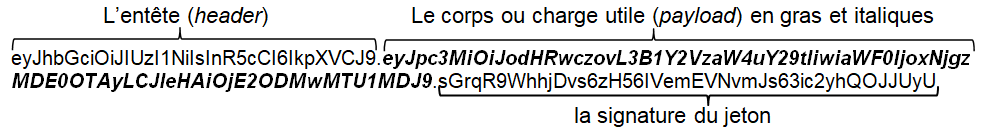 L'entête (header) Le corps ou charge utile (payload) en gras et italiques
eyJhbGciOiJIUzI1NiIsInR5cCI6IkpXVCJ9.eyJpc3MiOiJodHRwczovL3B1Y2VzaW4uY29tIiwiaWF0IjoxNjgz
MDE0OTAyLCJleHAiOjE2ODMwMTU1MDJ9.sGrqR9WhhjDvs6zH56IVemEVNvmJs63ic2yhQOJJUyU
la signature du jeton